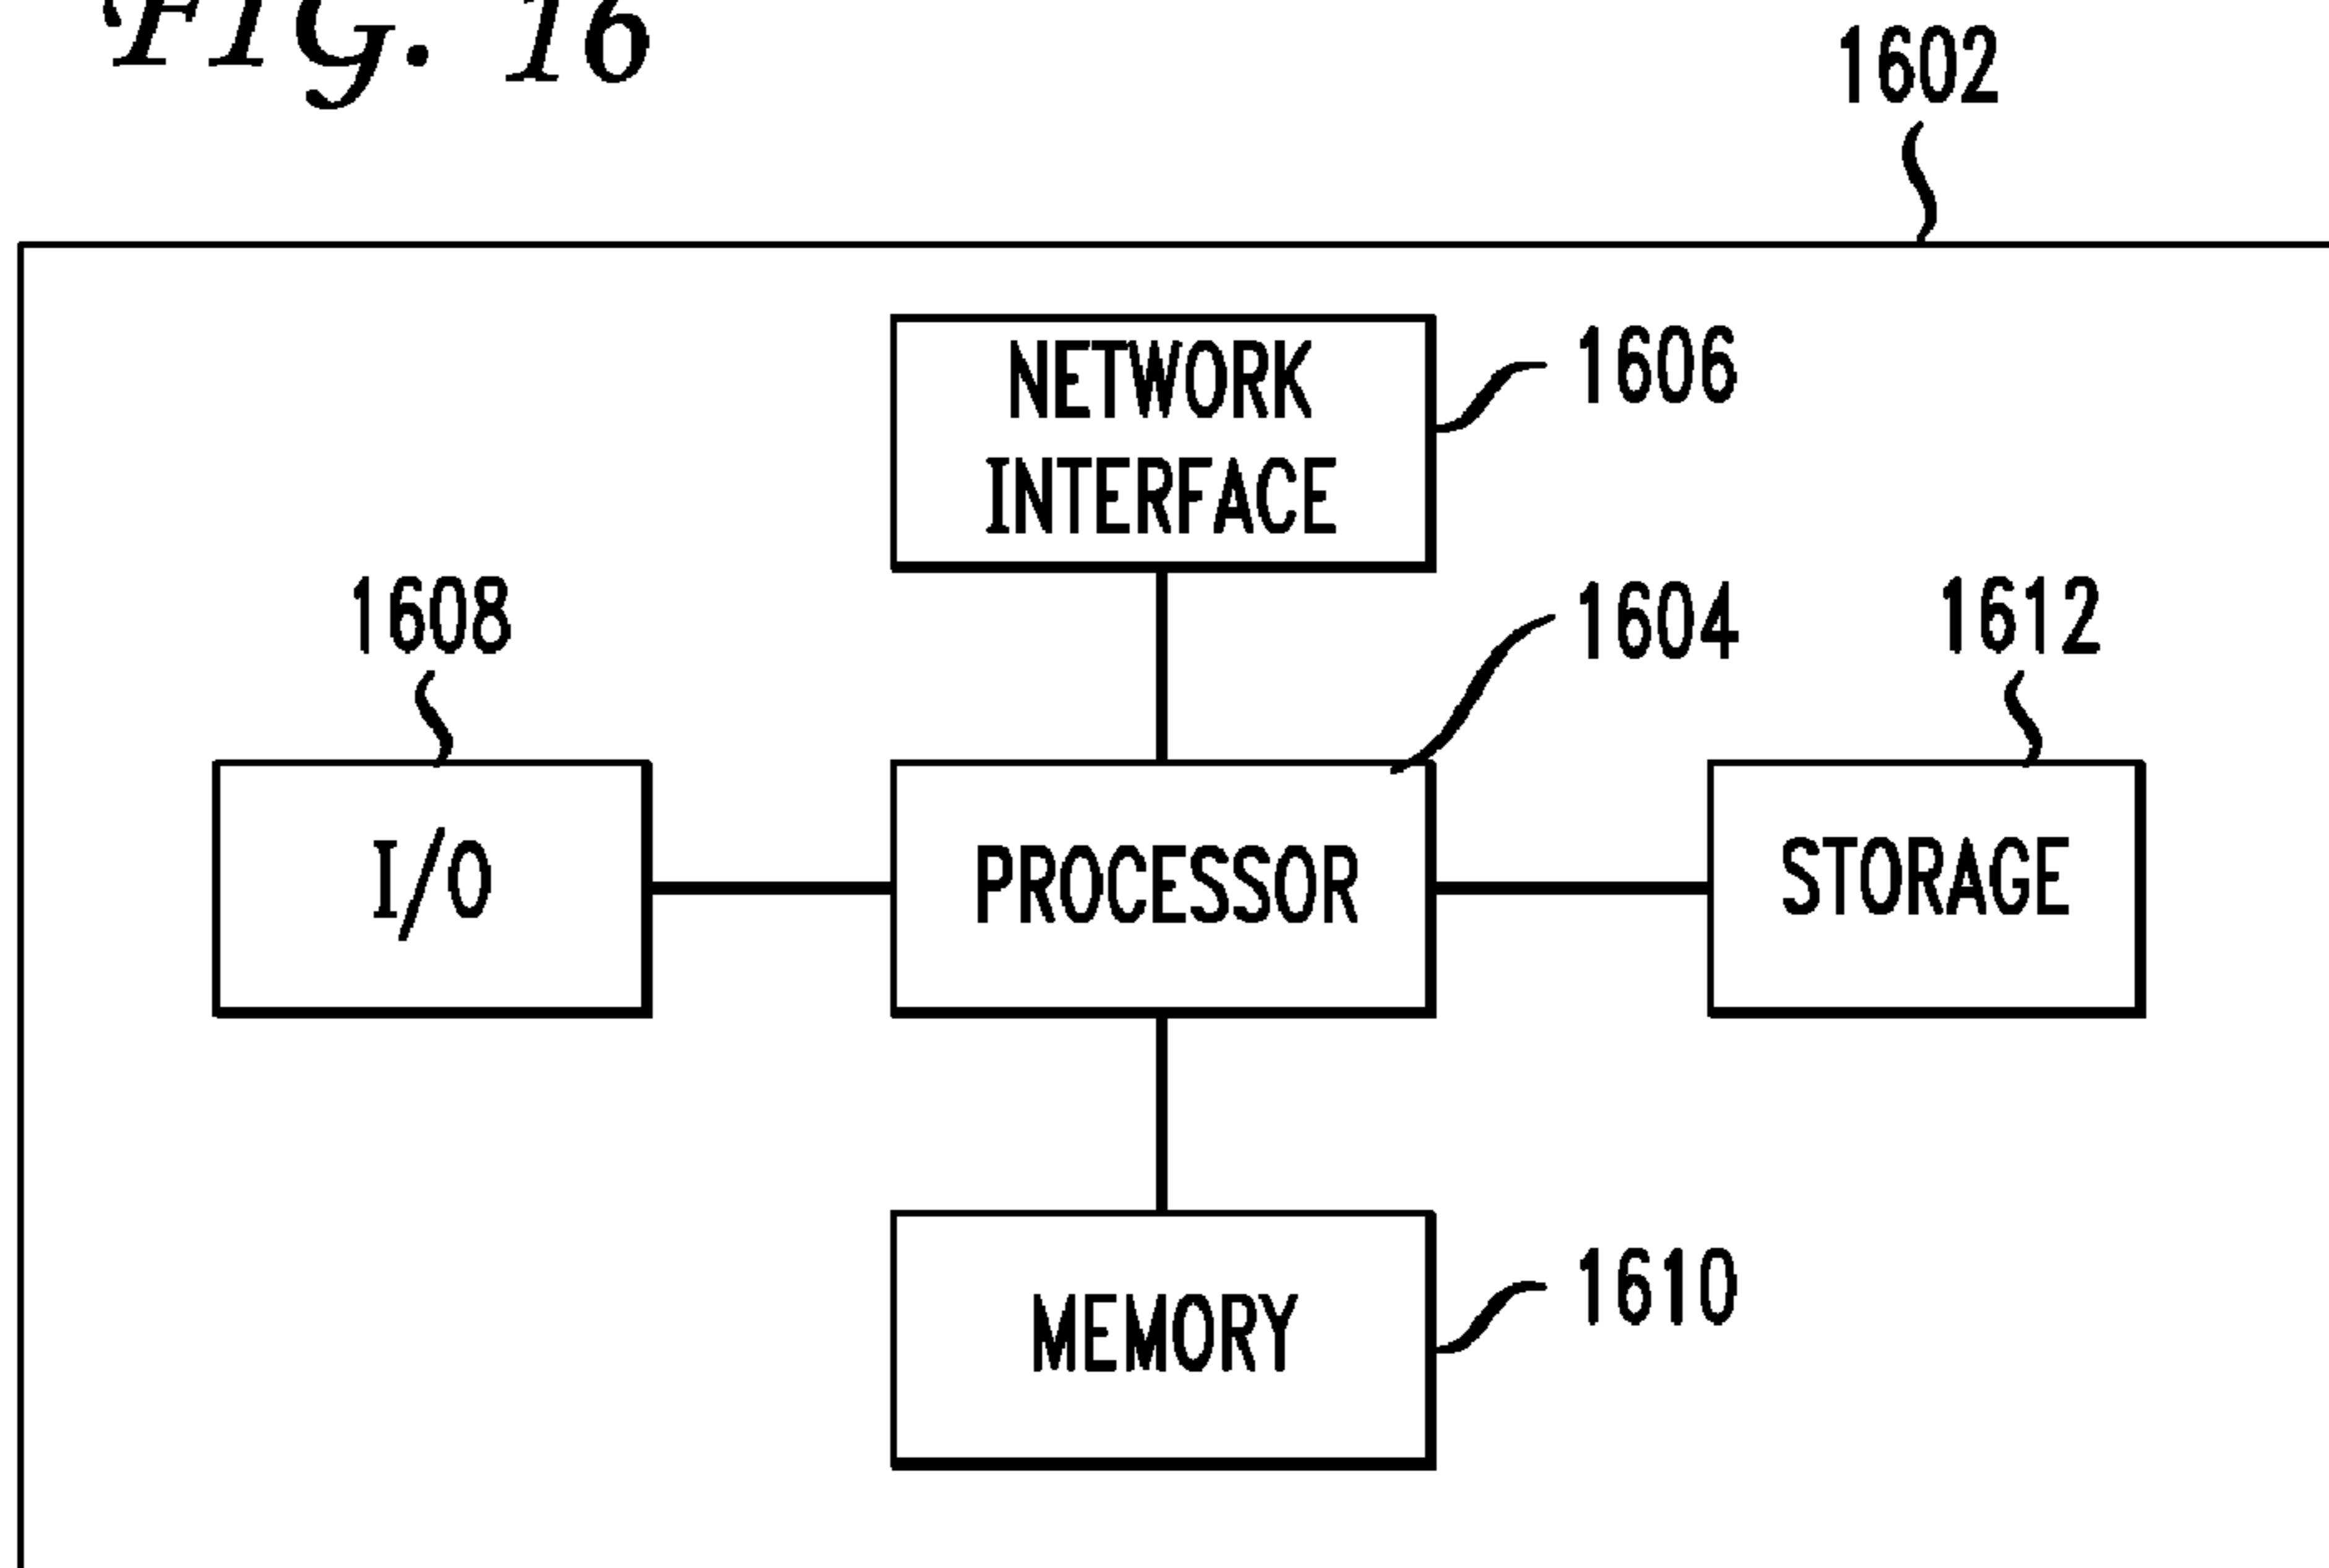 FIG. 16
1602
NETWORK
INTERFACE
1606
1608
1604
1612
I/O
PROCESSOR
STORAGE
MEMORY
1610